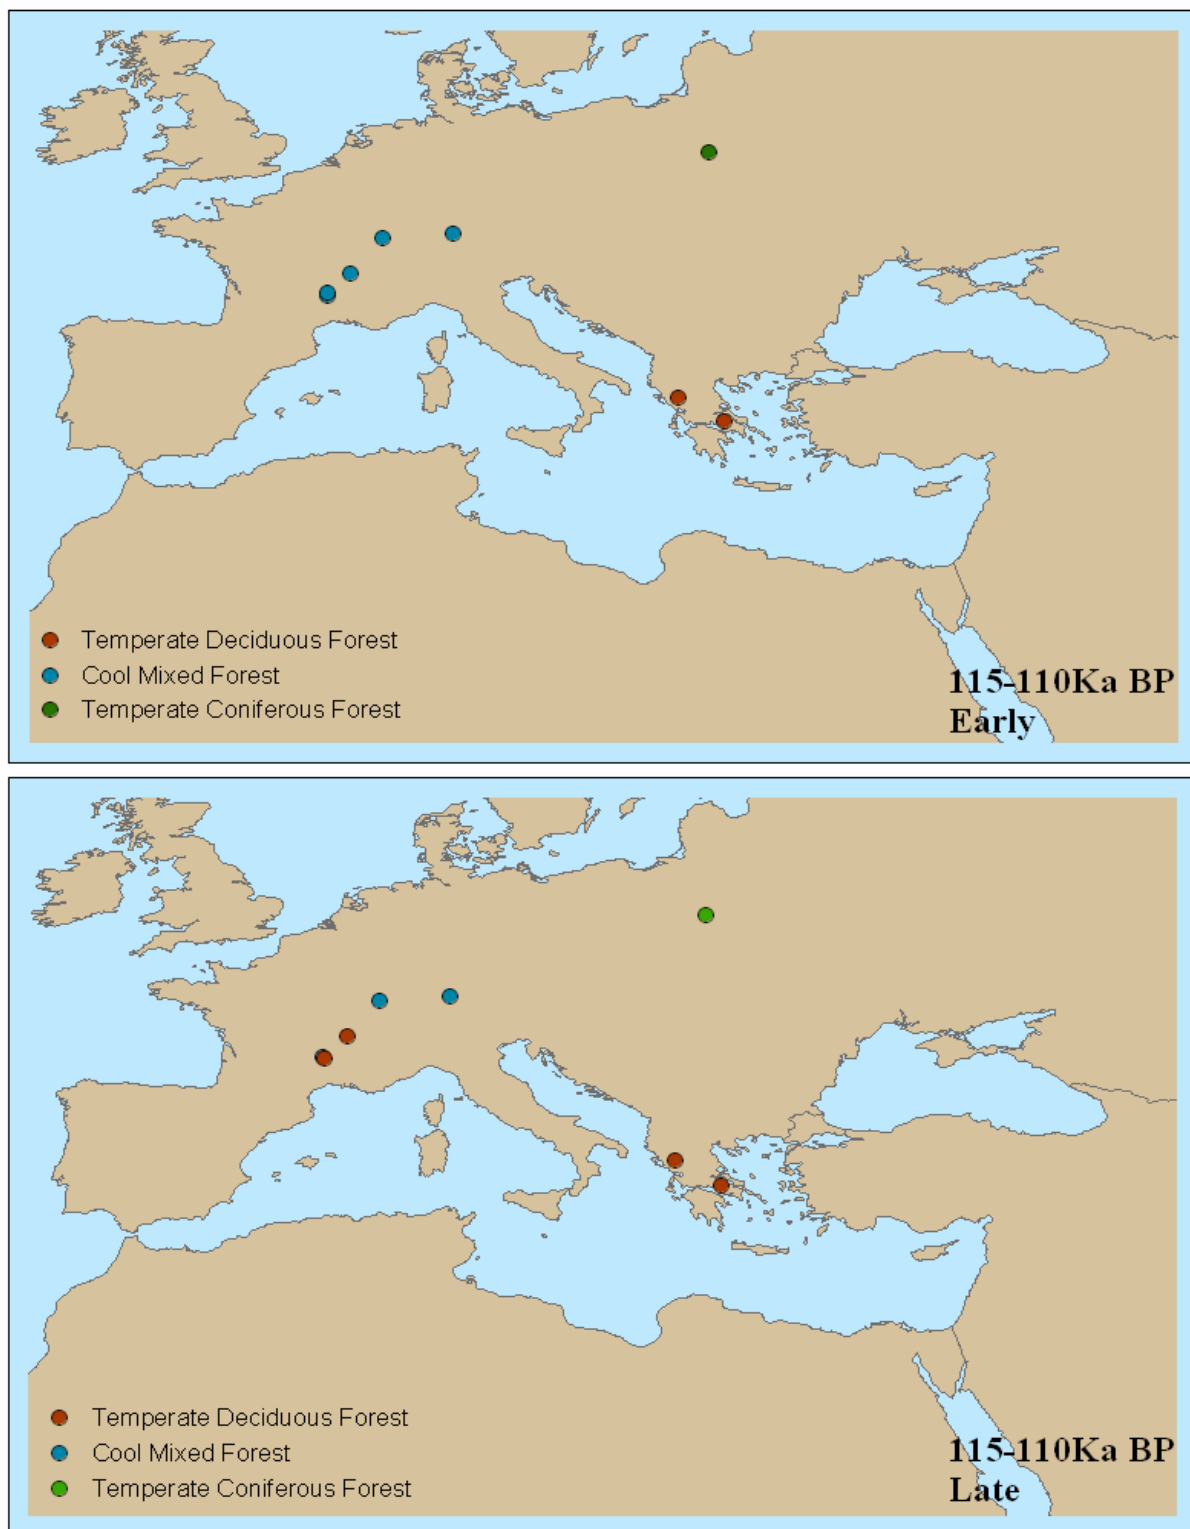 Temperate Deciduous Forest
Cool Mixed Forest
Temperate Coniferous Forest
115-110Ka BP
Early
Temperate Deciduous Forest
Cool Mixed Forest
Temperate Coniferous Forest
115-110Ka BP
Late